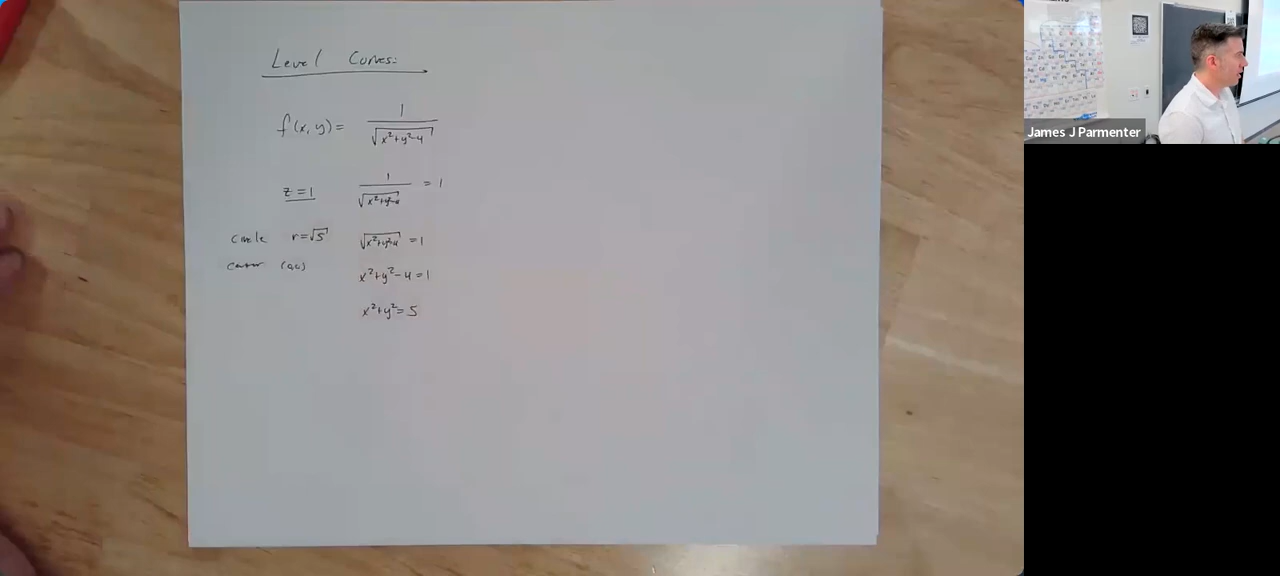 Level Curves:
f(x,y) = 1/√(x²+y²-4)
z=1 1/√(x²+y²-4) = 1
circle r=√5 √(x²+y²-4) = 1
center (0,0) x²+y²-4=1
x²+y²=5
James J Parmenter